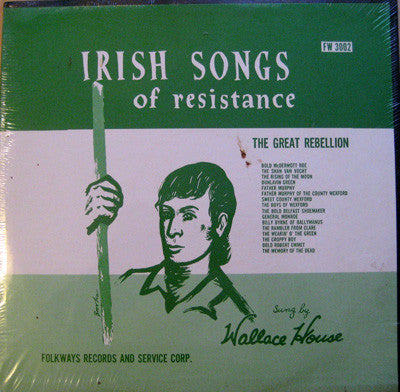 FW 3002
IRISH SONGS
of resistance
THE GREAT REBELLION
BOLD McDERMOTT ROE
THE SHAN VAN VOCHT
THE RISING OF THE MOON
DUNLAVIN GREEN
FATHER MURPHY
FATHER MURPHY OF THE COUNTY WEXFORD
SWEET COUNTY WEXFORD
THE BOYS OF WEXFORD
THE BOLD BELFAST SHOEMAKER
GENERAL MONROE
BILLY BYRNE OF BALLYMANUS
THE RAMBLER FROM CLARE
THE WEARIN' O' THE GREEN
THE CROPPY BOY
BOLD ROBERT EMMET
THE MEMORY OF THE DEAD
Sung by
Wallace House
FOLKWAYS RECORDS AND SERVICE CORP.